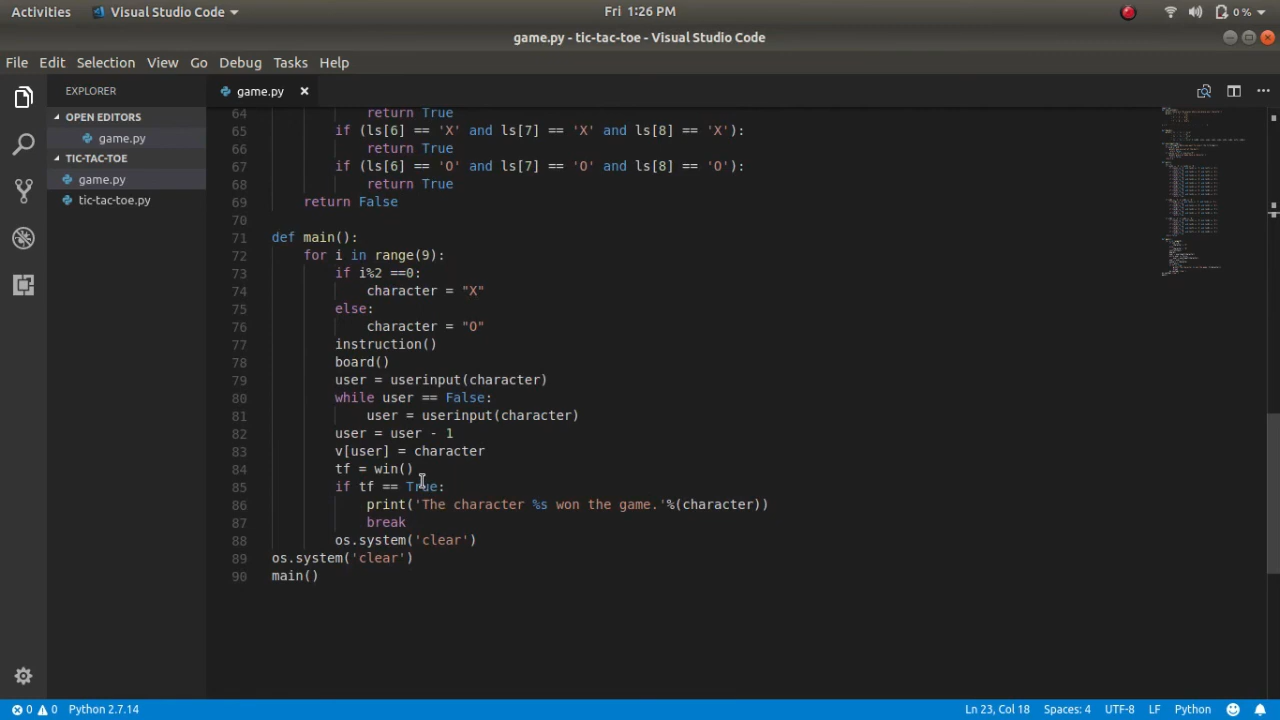 Activities Visual Studio Code Fri 1:26 PM 0 %
game.py - tic-tac-toe - Visual Studio Code
File Edit Selection View Go Debug Tasks Help
EXPLORER
OPEN EDITORS
game.py
TIC-TAC-TOE
game.py
tic-tac-toe.py
game.py
64 return True
65 if (ls[6] == 'X' and ls[7] == 'X' and ls[8] == 'X'):
66 return True
67 if (ls[6] == 'O' and ls[7] == 'O' and ls[8] == 'O'):
68 return True
69 return False
70
71 def main():
72 for i in range(9):
73 if i%2 ==0:
74 character = "X"
75 else:
76 character = "O"
77 instruction()
78 board()
79 user = userinput(character)
80 while user == False:
81 user = userinput(character)
82 user = user - 1
83 v[user] = character
84 tf = win()
85 if tf == True:
86 print('The character %s won the game.'%(character))
87 break
88 os.system('clear')
89 os.system('clear')
90 main()
0 0 Python 2.7.14 Ln 23, Col 18 Spaces: 4 UTF-8 LF Python